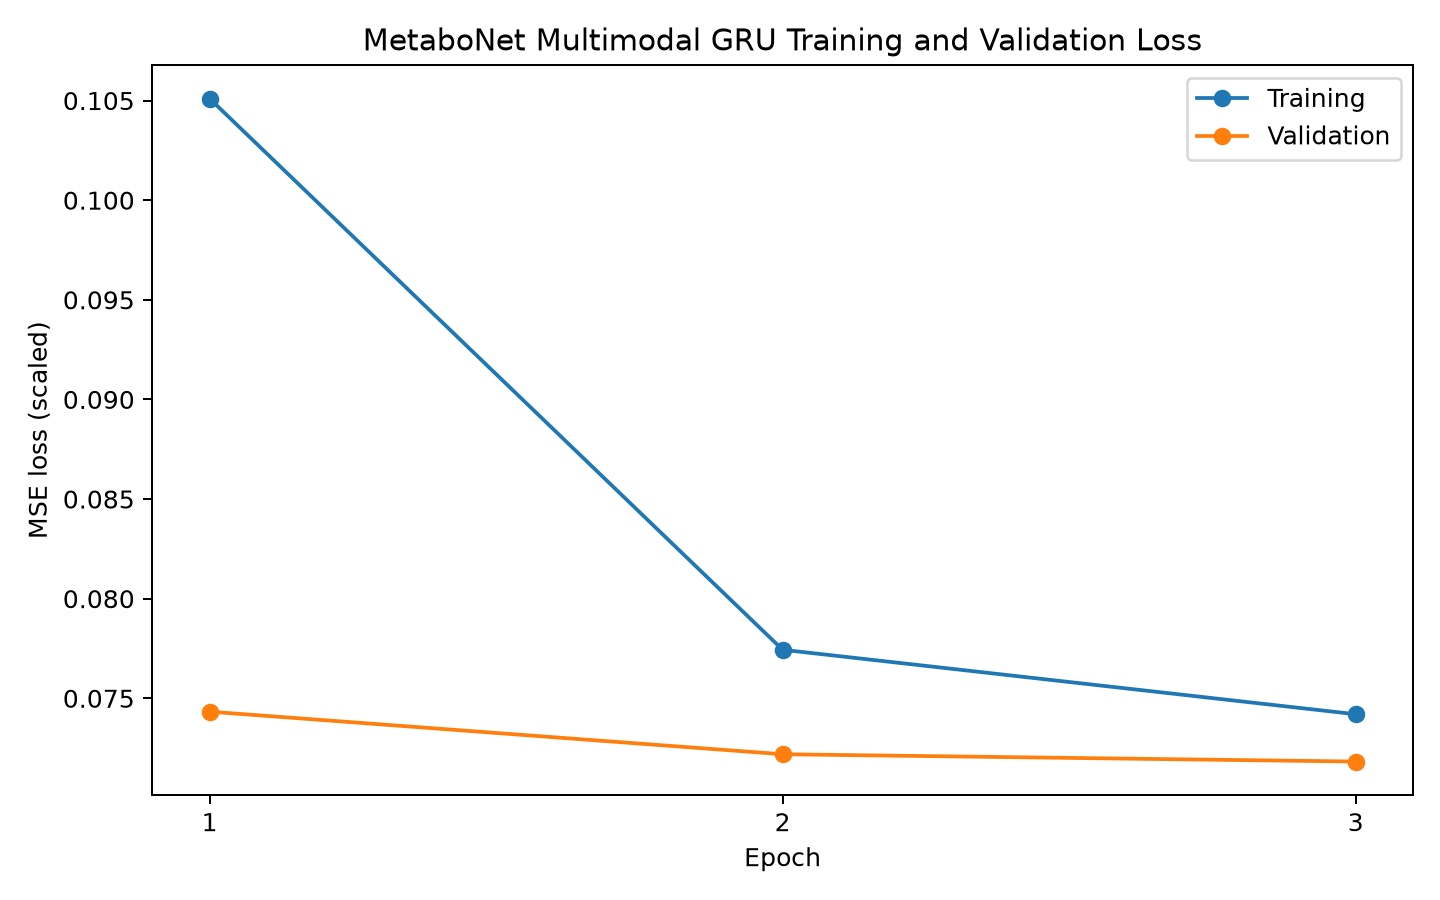 MetaboNet Multimodal GRU Training and Validation Loss
Training
Validation
0.105
0.100
0.095
0.090
0.085
0.080
0.075
MSE loss (scaled)
1
2
3
Epoch